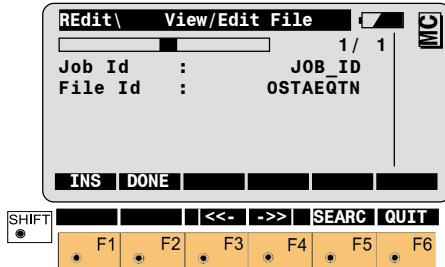 REdit\ View/Edit File MC
1/ 1
Job Id : JOB_ID
File Id : OSTAEQTN
INS DONE
SHIFT |<<- ->>| SEARC QUIT
F1 F2 F3 F4 F5 F6